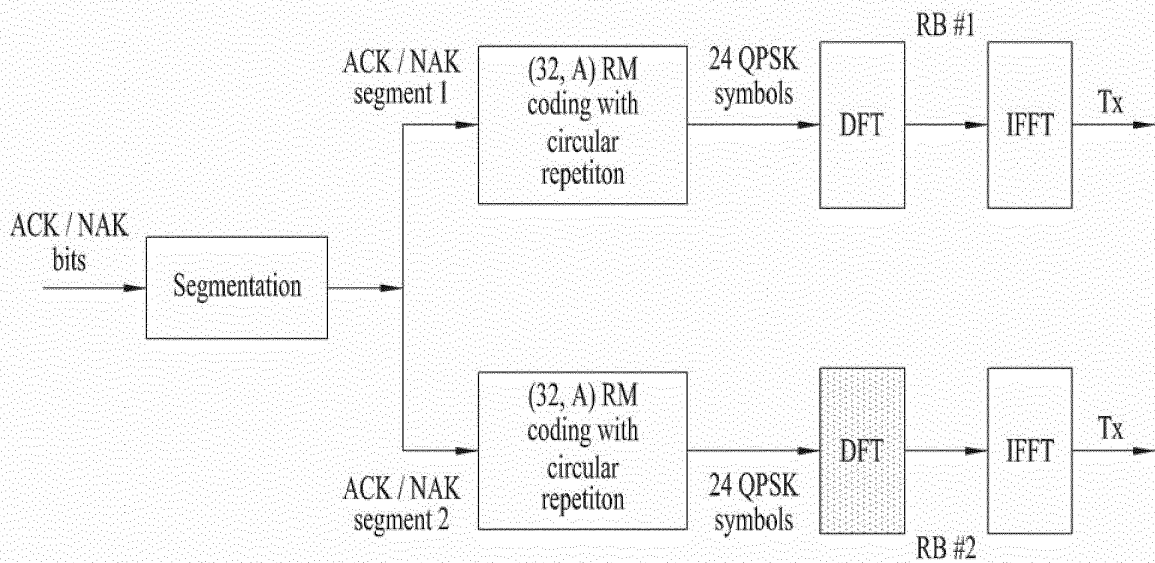 RB #1
ACK / NAK
segment 1
(32, A) RM
coding with
circular
repetiton
24 QPSK
symbols
DFT
IFFT
Tx
ACK / NAK
bits
Segmentation
ACK / NAK
segment 2
(32, A) RM
coding with
circular
repetiton
24 QPSK
symbols
DFT
RB #2
IFFT
Tx